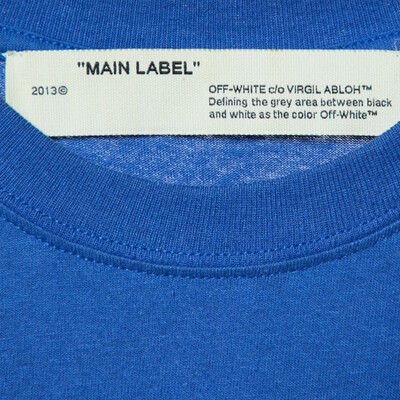 "MAIN LABEL"
2013©
OFF-WHITE c/o VIRGIL ABLOH™
Defining the grey area between black
and white as the color Off-White™